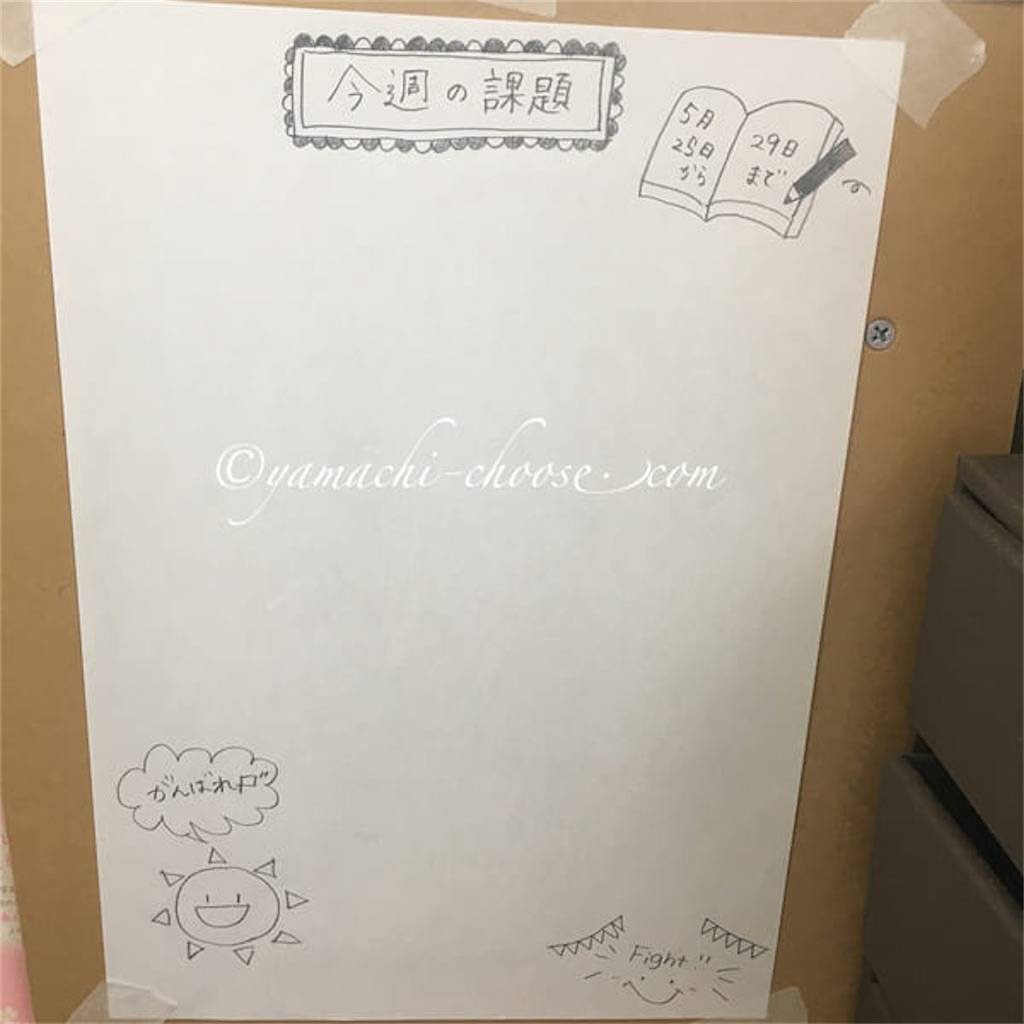 今週の課題
5月
25日
から
29日
まで
©yamachi-choose.com
がんばれ♬"
Fight!!